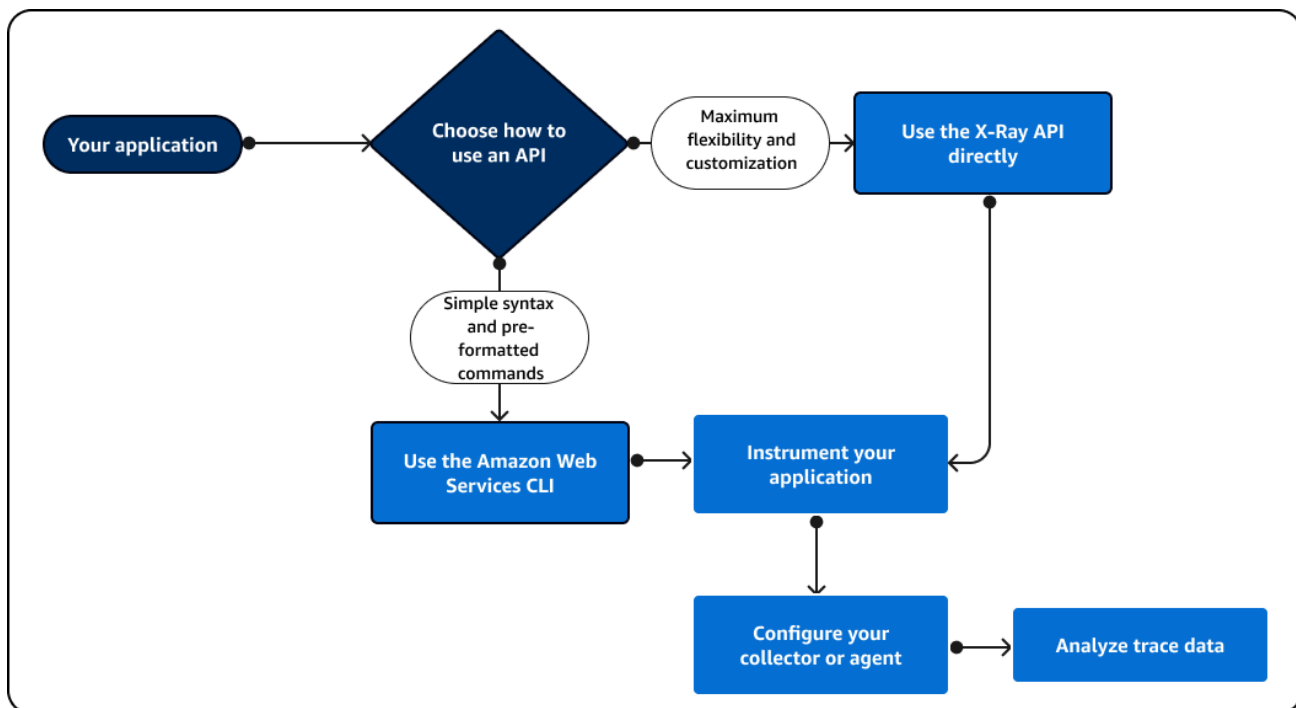 Your application
Choose how to
use an API
Maximum
flexibility and
customization
Use the X-Ray API
directly
Simple syntax
and pre-
formatted
commands
Use the Amazon Web
Services CLI
Instrument your
application
Configure your
collector or agent
Analyze trace data